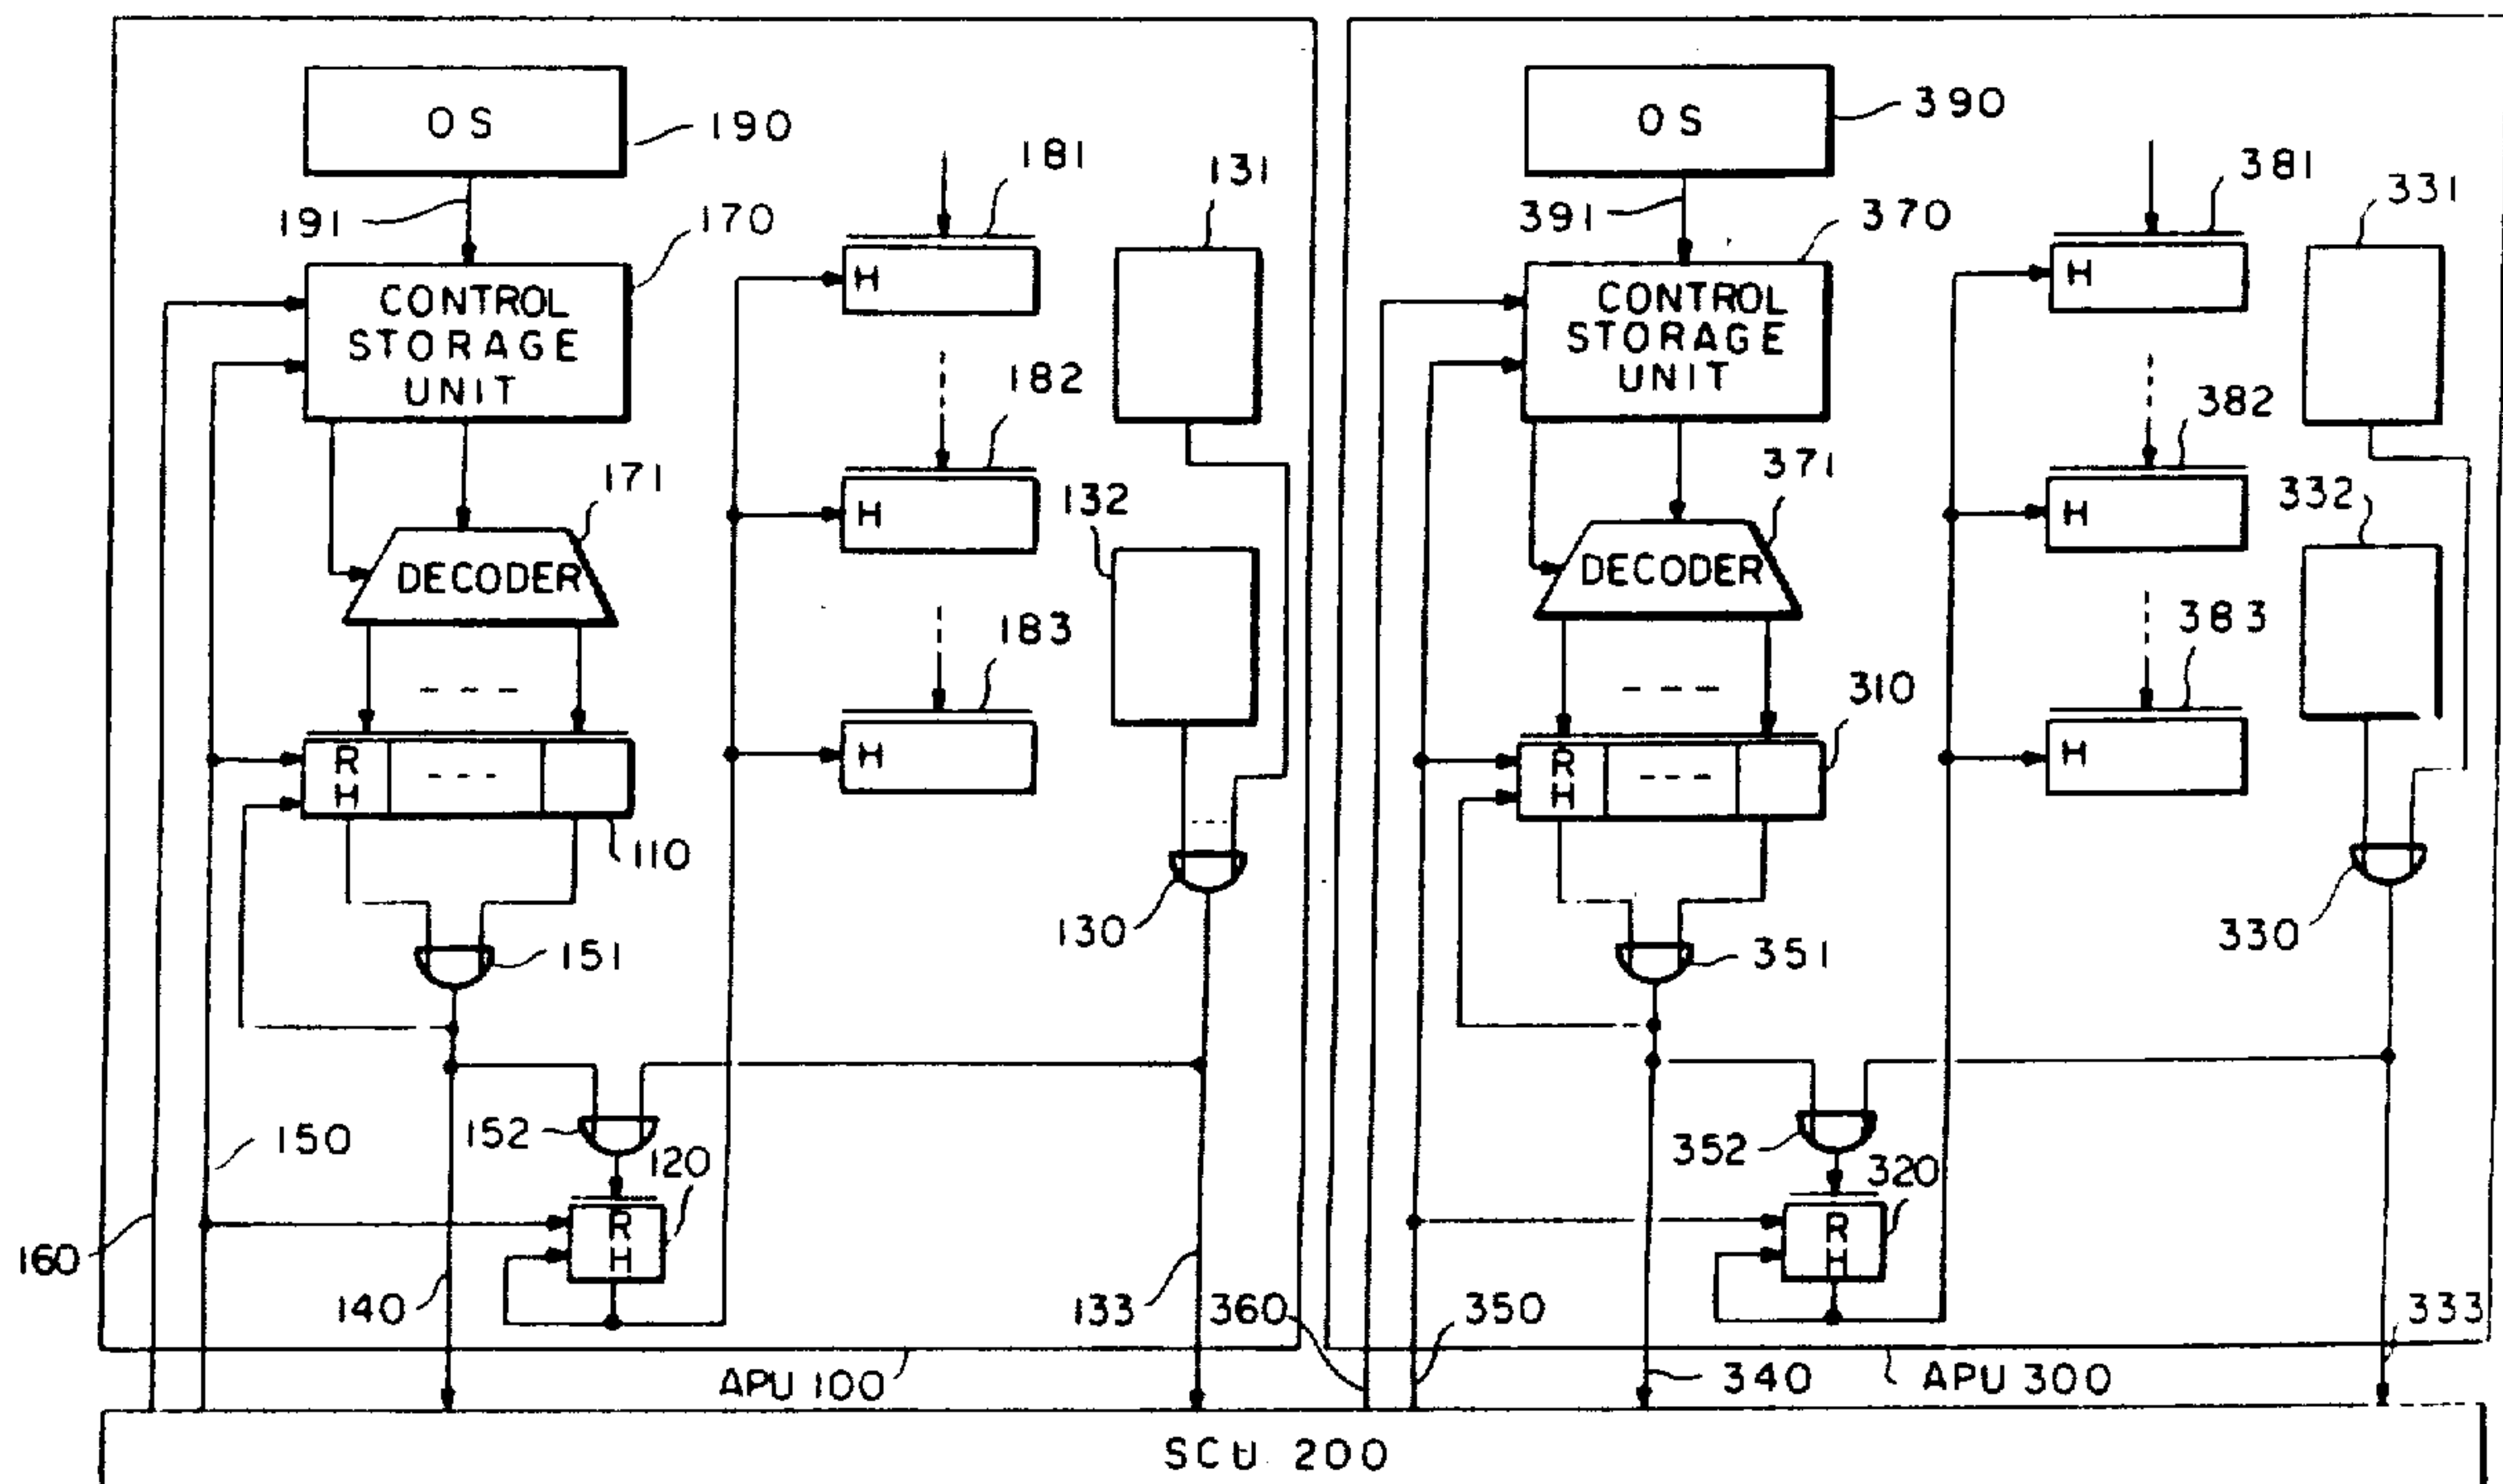 OS
190
191
170
CONTROL
STORAGE
UNIT
171
DECODER
R
H
110
151
152
120
R
H
150
160
140
181
H
182
H
183
H
131
132
130
133
APU 100
OS
390
391
370
CONTROL
STORAGE
UNIT
371
DECODER
310
R
H
351
352
320
R
H
381
H
382
H
383
H
331
332
330
333
360
350
340
APU 300
SCU 200